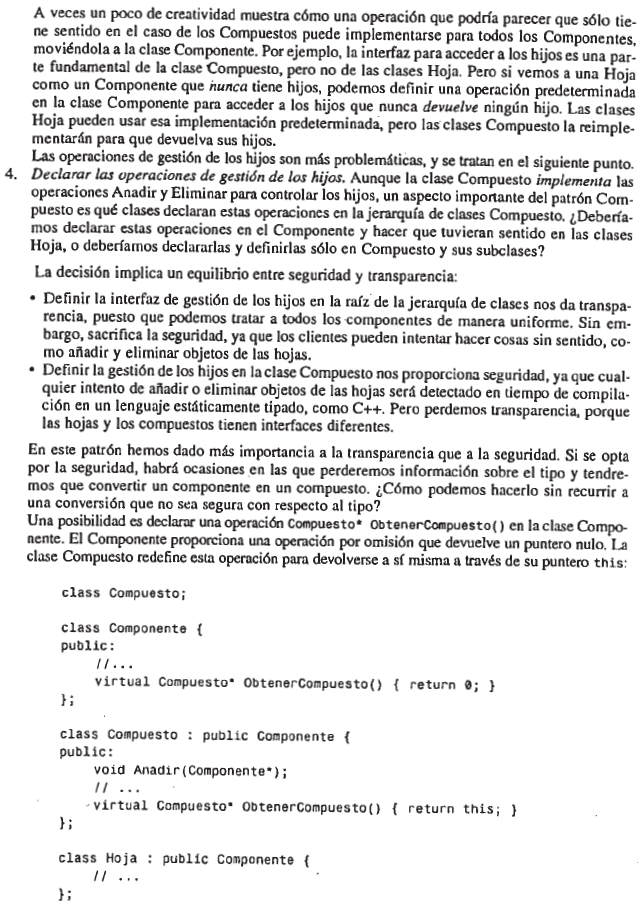 A veces un poco de creatividad muestra cómo una operación que podría parecer que sólo tie-
ne sentido en el caso de los Compuestos puede implementarse para todos los Componentes,
moviéndola a la clase Componente. Por ejemplo, la interfaz para acceder a los hijos es una par-
te fundamental de la clase Compuesto, pero no de las clases Hoja. Pero si vemos a una Hoja
como un Componente que nunca tiene hijos, podemos definir una operación predeterminada
en la clase Componente para acceder a los hijos que nunca devuelve ningún hijo. Las clases
Hoja pueden usar esa implementación predeterminada, pero las clases Compuesto la reimple-
mentarán para que devuelva sus hijos.
Las operaciones de gestión de los hijos son más problemáticas, y se tratan en el siguiente punto.
4. Declarar las operaciones de gestión de los hijos. Aunque la clase Compuesto implementa las
operaciones Anadir y Eliminar para controlar los hijos, un aspecto importante del patrón Com-
puesto es qué clases declaran estas operaciones en la jerarquía de clases Compuesto. ¿Debería-
mos declarar estas operaciones en el Componente y hacer que tuvieran sentido en las clases
Hoja, o deberíamos declararlas y definirlas sólo en Compuesto y sus subclases?
La decisión implica un equilibrio entre seguridad y transparencia:
• Definir la interfaz de gestión de los hijos en la raíz de la jerarquía de clases nos da transpa-
rencia, puesto que podemos tratar a todos los componentes de manera uniforme. Sin em-
bargo, sacrifica la seguridad, ya que los clientes pueden intentar hacer cosas sin sentido, co-
mo añadir y eliminar objetos de las hojas.
• Definir la gestión de los hijos en la clase Compuesto nos proporciona seguridad, ya que cual-
quier intento de añadir o eliminar objetos de las hojas será detectado en tiempo de compila-
ción en un lenguaje estáticamente tipado, como C++. Pero perdemos transparencia, porque
las hojas y los compuestos tienen interfaces diferentes.
En este patrón hemos dado más importancia a la transparencia que a la seguridad. Si se opta
por la seguridad, habrá ocasiones en las que perderemos información sobre el tipo y tendre-
mos que convertir un componente en un compuesto. ¿Cómo podemos hacerlo sin recurrir a
una conversión que no sea segura con respecto al tipo?
Una posibilidad es declarar una operación Compuesto* ObtenerCompuesto() en la clase Compo-
nente. El Componente proporciona una operación por omisión que devuelve un puntero nulo. La
clase Compuesto redefine esta operación para devolverse a sí misma a través de su puntero this:
class Compuesto;
class Componente {
public:
//...
virtual Compuesto* ObtenerCompuesto() { return 0; }
};
class Compuesto : public Componente {
public:
void Anadir(Componente*);
// ...
virtual Compuesto* ObtenerCompuesto() { return this; }
};
class Hoja : public Componente {
// ...
};